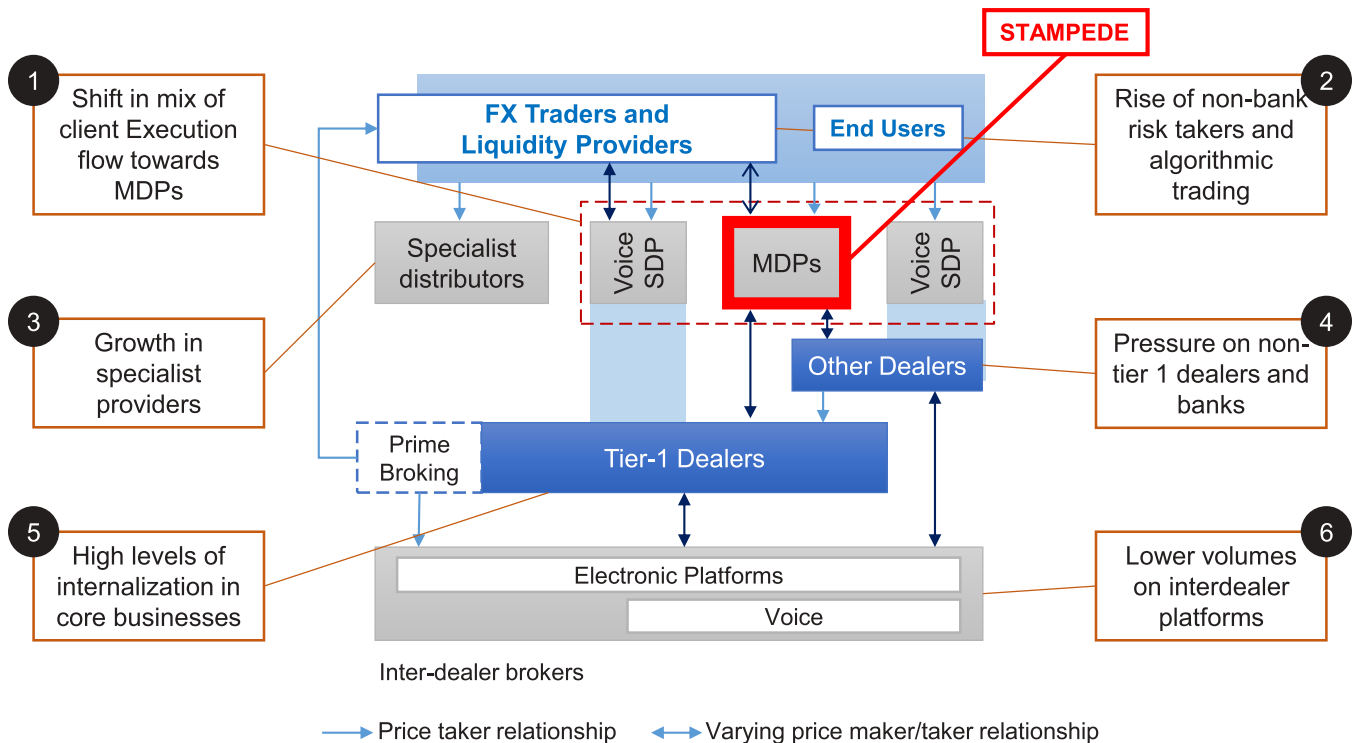 STAMPEDE
1
Shift in mix of
client Execution
flow towards
MDPs
FX Traders and
Liquidity Providers
End Users
2
Rise of non-bank
risk takers and
algorithmic
trading
Specialist
distributors
Voice
SDP
MDPs
Voice
SDP
3
Growth in
specialist
providers
Other Dealers
4
Pressure on non-
tier 1 dealers and
banks
Prime
Broking
Tier-1 Dealers
5
High levels of
internalization in
core businesses
Electronic Platforms
Voice
6
Lower volumes
on interdealer
platforms
Inter-dealer brokers
Price taker relationship
Varying price maker/taker relationship